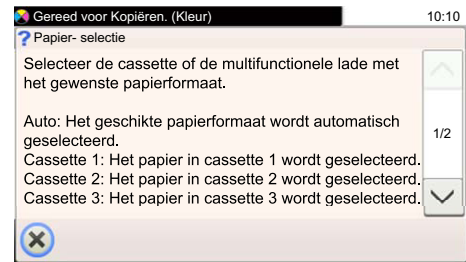 Gereed voor Kopiëren. (Kleur) 10:10
? Papier- selectie
Selecteer de cassette of de multifunctionele lade met
het gewenste papierformaat.
Auto: Het geschikte papierformaat wordt automatisch
geselecteerd.
1/2
Cassette 1: Het papier in cassette 1 wordt geselecteerd.
Cassette 2: Het papier in cassette 2 wordt geselecteerd.
Cassette 3: Het papier in cassette 3 wordt geselecteerd.